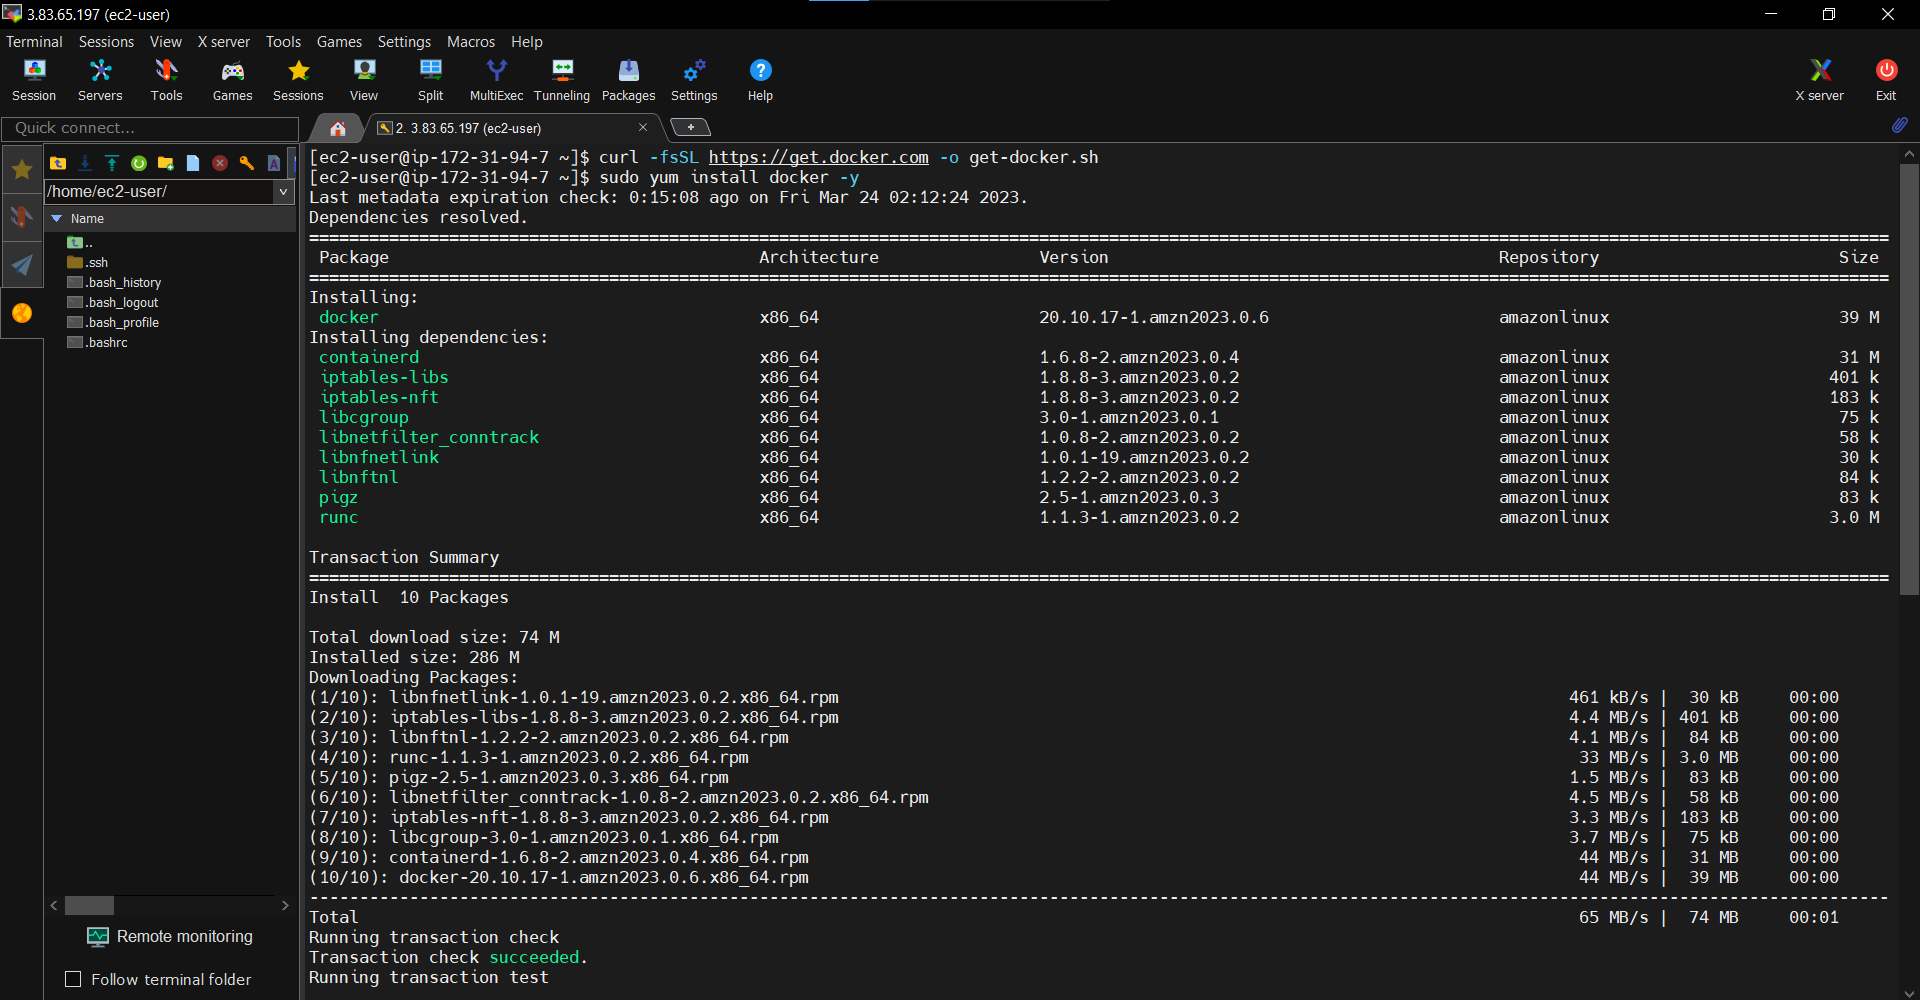 3.83.65.197 (ec2-user)
Terminal Sessions View X server Tools Games Settings Macros Help
Session Servers Tools Games Sessions View Split MultiExec Tunneling Packages Settings Help X server Exit
Quick connect...
2. 3.83.65.197 (ec2-user)
/home/ec2-user/
Name
..
.ssh
.bash_history
.bash_logout
.bash_profile
.bashrc
Remote monitoring
Follow terminal folder
[ec2-user@ip-172-31-94-7 ~]$ curl -fsSL https://get.docker.com -o get-docker.sh
[ec2-user@ip-172-31-94-7 ~]$ sudo yum install docker -y
Last metadata expiration check: 0:15:08 ago on Fri Mar 24 02:12:24 2023.
Dependencies resolved.
Package Architecture Version Repository Size
Installing:
docker x86_64 20.10.17-1.amzn2023.0.6 amazonlinux 39 M
Installing dependencies:
containerd x86_64 1.6.8-2.amzn2023.0.4 amazonlinux 31 M
iptables-libs x86_64 1.8.8-3.amzn2023.0.2 amazonlinux 401 k
iptables-nft x86_64 1.8.8-3.amzn2023.0.2 amazonlinux 183 k
libcgroup x86_64 3.0-1.amzn2023.0.1 amazonlinux 75 k
libnetfilter_conntrack x86_64 1.0.8-2.amzn2023.0.2 amazonlinux 58 k
libnfnetlink x86_64 1.0.1-19.amzn2023.0.2 amazonlinux 30 k
libnftnl x86_64 1.2.2-2.amzn2023.0.2 amazonlinux 84 k
pigz x86_64 2.5-1.amzn2023.0.3 amazonlinux 83 k
runc x86_64 1.1.3-1.amzn2023.0.2 amazonlinux 3.0 M
Transaction Summary
Install 10 Packages
Total download size: 74 M
Installed size: 286 M
Downloading Packages:
(1/10): libnfnetlink-1.0.1-19.amzn2023.0.2.x86_64.rpm 461 kB/s | 30 kB 00:00
(2/10): iptables-libs-1.8.8-3.amzn2023.0.2.x86_64.rpm 4.4 MB/s | 401 kB 00:00
(3/10): libnftnl-1.2.2-2.amzn2023.0.2.x86_64.rpm 4.1 MB/s | 84 kB 00:00
(4/10): runc-1.1.3-1.amzn2023.0.2.x86_64.rpm 33 MB/s | 3.0 MB 00:00
(5/10): pigz-2.5-1.amzn2023.0.3.x86_64.rpm 1.5 MB/s | 83 kB 00:00
(6/10): libnetfilter_conntrack-1.0.8-2.amzn2023.0.2.x86_64.rpm 4.5 MB/s | 58 kB 00:00
(7/10): iptables-nft-1.8.8-3.amzn2023.0.2.x86_64.rpm 3.3 MB/s | 183 kB 00:00
(8/10): libcgroup-3.0-1.amzn2023.0.1.x86_64.rpm 3.7 MB/s | 75 kB 00:00
(9/10): containerd-1.6.8-2.amzn2023.0.4.x86_64.rpm 44 MB/s | 31 MB 00:00
(10/10): docker-20.10.17-1.amzn2023.0.6.x86_64.rpm 44 MB/s | 39 MB 00:00
Total 65 MB/s | 74 MB 00:01
Running transaction check
Transaction check succeeded.
Running transaction test